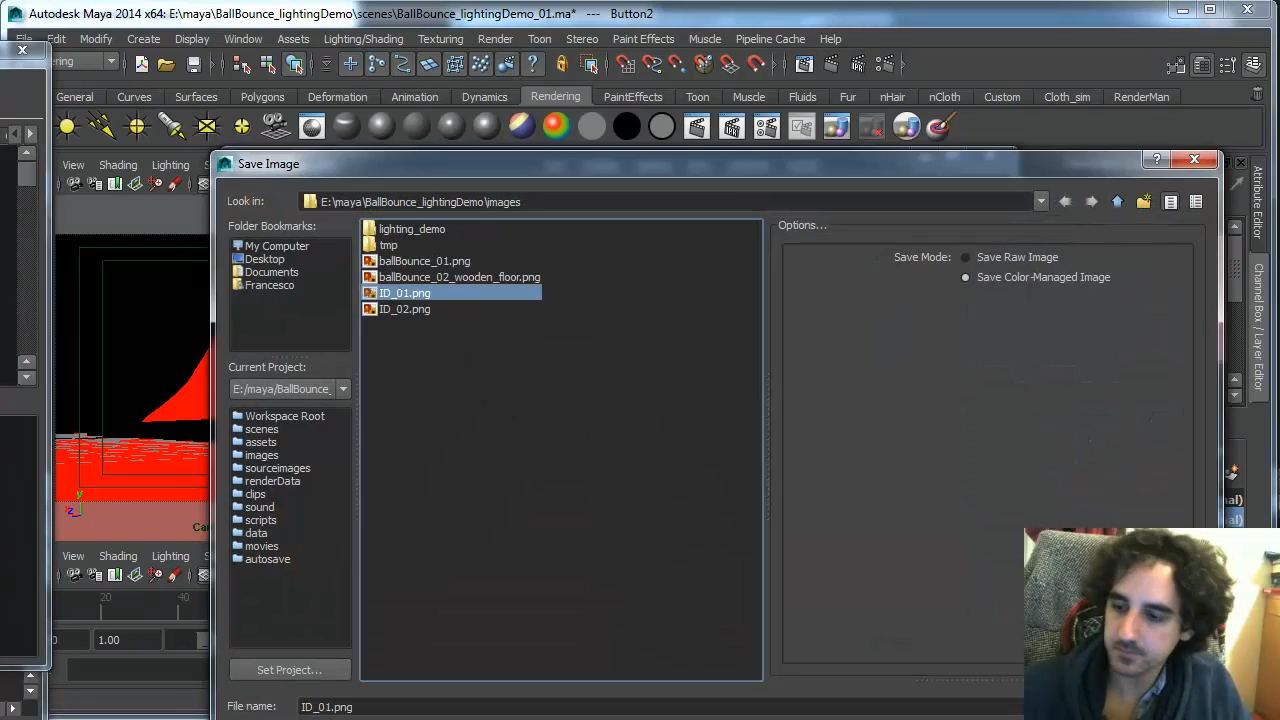 Autodesk Maya 2014 x64: E:\maya\BallBounce_lightingDemo\scenes\BallBounce_lightingDemo_01.ma* --- Button2
File Edit Modify Create Display Window Assets Lighting/Shading Texturing Render Toon Stereo Paint Effects Muscle Pipeline Cache Help
General Curves Surfaces Polygons Deformation Animation Dynamics Rendering PaintEffects Toon Muscle Fluids Fur nHair nCloth Custom Cloth_sim RenderMan
View Shading Lighting
Save Image
Look in: E:\maya\BallBounce_lightingDemo\images
Folder Bookmarks:
My Computer
Desktop
Documents
Francesco
lighting_demo
tmp
ballBounce_01.png
ballBounce_02_wooden_floor.png
ID_01.png
ID_02.png
Options...
Save Mode: Save Raw Image
Save Color-Managed Image
Attribute Editor
Channel Box / Layer Editor
Current Project:
E:/maya/BallBounce_
Workspace Root
scenes
assets
images
sourceimages
renderData
clips
sound
scripts
data
movies
autosave
Set Project...
y
z
View Shading Lighting
20 40
1.00
File name: ID_01.png